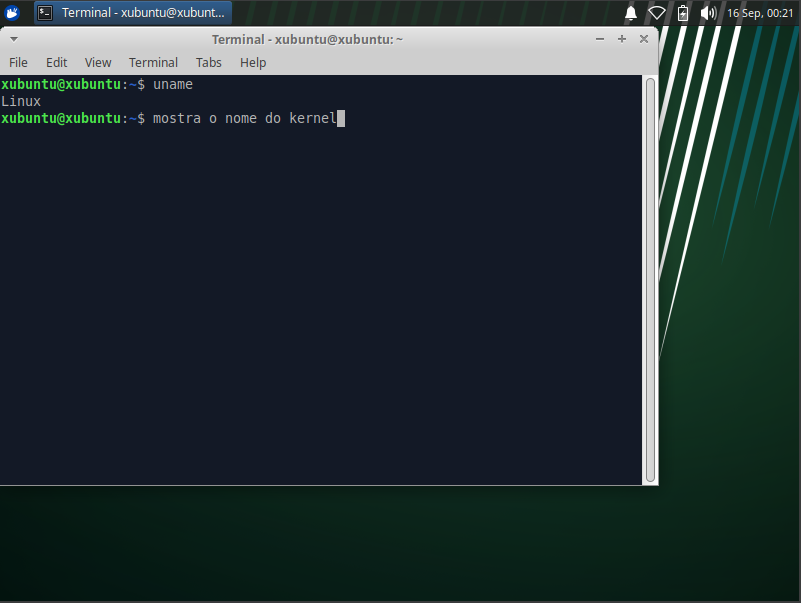 Terminal - xubuntu@xubunt...
16 Sep, 00:21
Terminal - xubuntu@xubuntu: ~
File Edit View Terminal Tabs Help
xubuntu@xubuntu:~$ uname
Linux
xubuntu@xubuntu:~$ mostra o nome do kernel